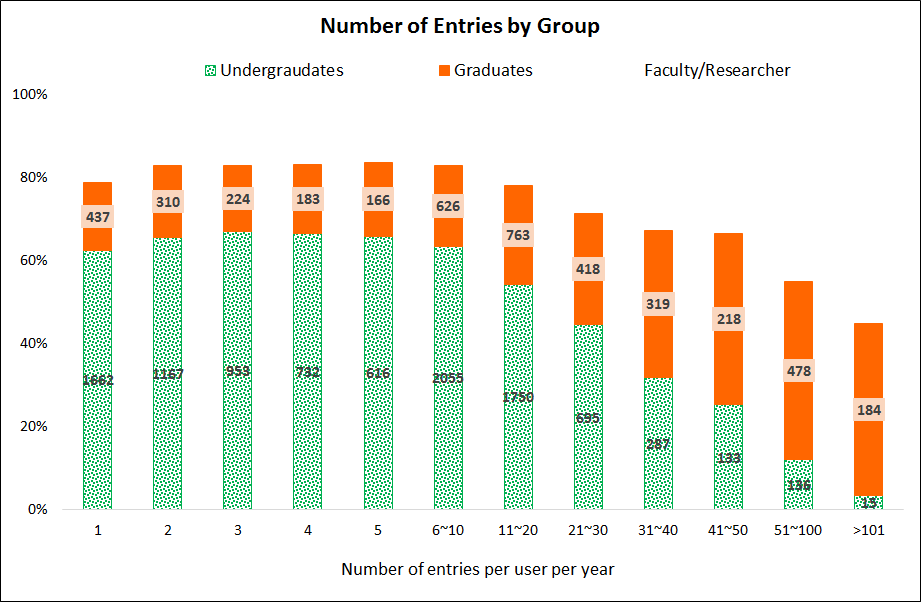 Number of Entries by Group
Undergraudates Graduates Faculty/Researcher
100%
80%
60%
40%
20%
0%
437 310 224 183 166 626 763 418 319 218 478 184
1662 1167 953 732 616 2055 1750 695 287 133 136 15
1 2 3 4 5 6~10 11~20 21~30 31~40 41~50 51~100 >101
Number of entries per user per year